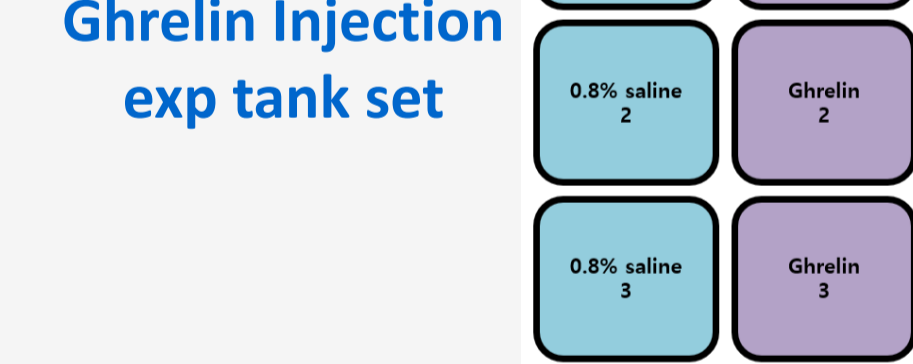 Ghrelin Injection
exp tank set
0.8% saline
2
Ghrelin
2
0.8% saline
3
Ghrelin
3